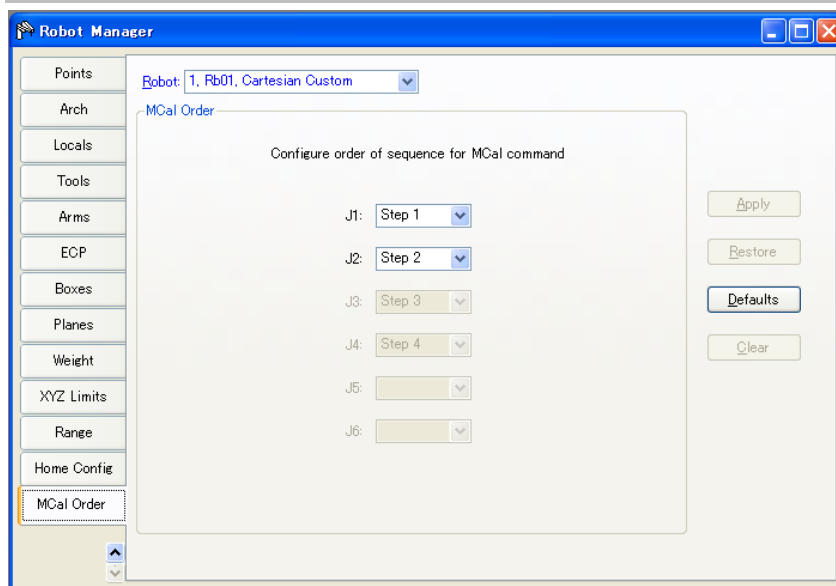 Robot Manager
Points
Arch
Locals
Tools
Arms
ECP
Boxes
Planes
Weight
XYZ Limits
Range
Home Config
MCal Order
Robot: 1, Rb01, Cartesian Custom
MCal Order
Configure order of sequence for MCal command
J1: Step 1
J2: Step 2
J3: Step 3
J4: Step 4
J5:
J6:
Apply
Restore
Defaults
Clear